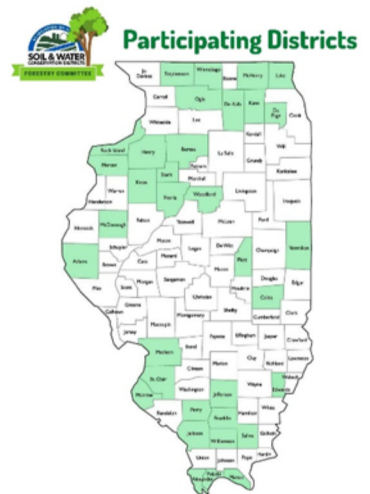 SOIL & WATER
CONSERVATION DISTRICTS
FORESTRY COMMITTEE
Participating Districts
Jo Daviess
Stephenson
Winnebago
Boone
McHenry
Lake
Carroll
Ogle
De Kalb
Kane
Du Page
Cook
Whiteside
Lee
Kendall
Will
Rock Island
Henry
Bureau
La Salle
Grundy
Mercer
Putnam
Kankakee
Stark
Marshall
Knox
Warren
Henderson
Peoria
Woodford
Livingston
Iroquois
Fulton
Tazewell
McLean
Ford
Hancock
McDonough
Vermilion
Schuyler
Mason
Logan
De Witt
Champaign
Adams
Brown
Cass
Menard
Macon
Piatt
Pike
Scott
Morgan
Sangamon
Douglas
Edgar
Moultrie
Christian
Coles
Greene
Calhoun
Shelby
Cumberland
Clark
Macoupin
Montgomery
Jersey
Fayette
Effingham
Jasper
Crawford
Bond
Madison
Clay
Richland
Lawrence
Marion
Clinton
St. Clair
Wayne
Wabash
Edwards
Washington
Jefferson
Monroe
Randolph
Perry
Hamilton
White
Franklin
Jackson
Williamson
Saline
Gallatin
Union
Johnson
Pope
Hardin
Alexander
Pulaski
Massac